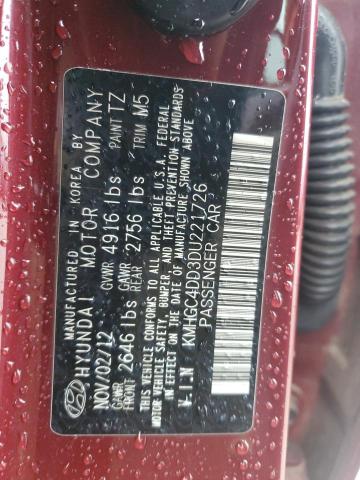 MANUFACTURED IN KOREA BY
HYUNDAI MOTOR COMPANY
NOV/02/12 GVWR 4916 lbs PAINT TZ
GAWR FRONT 2646 lbs GAWR REAR 2756 lbs TRIM M5
THIS VEHICLE CONFORMS TO ALL APPLICABLE U.S.A. FEDERAL
MOTOR VEHICLE SAFETY, BUMPER, AND THEFT PREVENTION STANDARDS
IN EFFECT ON THE DATE OF MANUFACTURE SHOWN ABOVE.
V.I.N KMHGC4DD3DU221726
PASSENGER CAR